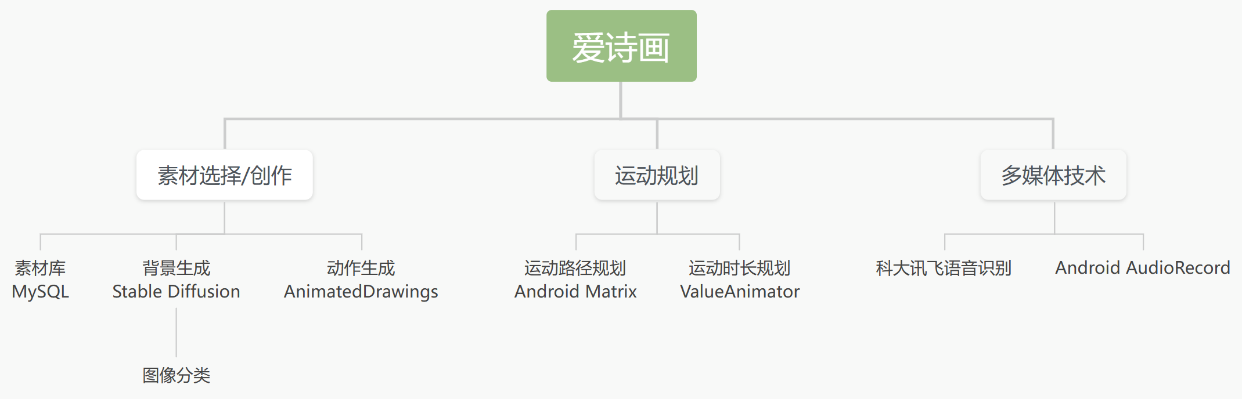 爱诗画
素材选择/创作
运动规划
多媒体技术
素材库
MySQL
背景生成
Stable Diffusion
动作生成
AnimatedDrawings
运动路径规划
Android Matrix
运动时长规划
ValueAnimator
科大讯飞语音识别
Android AudioRecord
图像分类